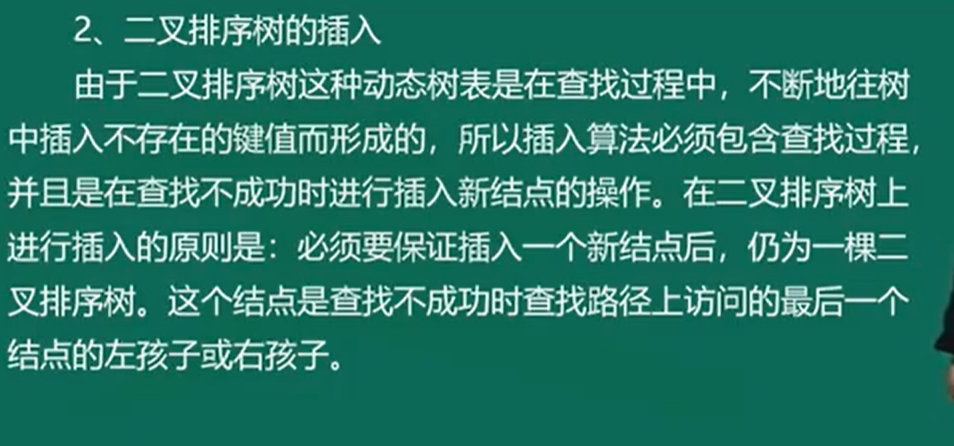 2、二叉排序树的插入
由于二叉排序树这种动态树表是在查找过程中，不断地往树
中插入不存在的键值而形成的，所以插入算法必须包含查找过程，
并且是在查找不成功时进行插入新结点的操作。在二叉排序树上
进行插入的原则是：必须要保证插入一个新结点后，仍为一棵二
叉排序树。这个结点是查找不成功时查找路径上访问的最后一个
结点的左孩子或右孩子。